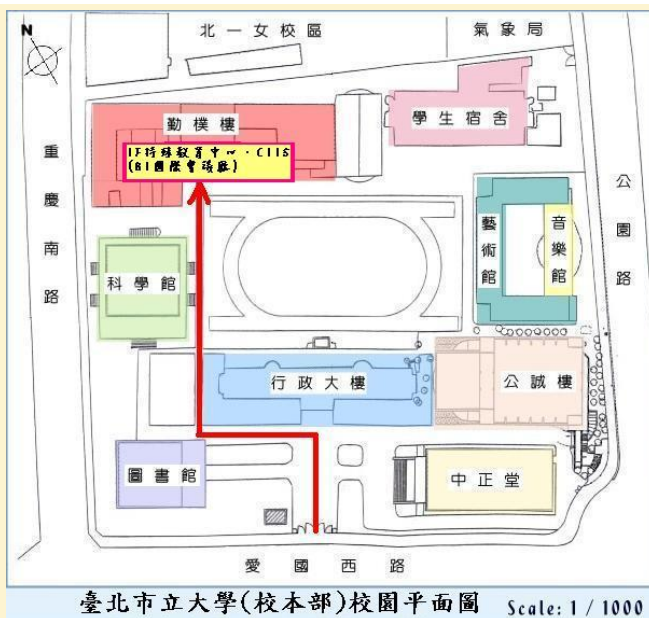 N
北一女校區
氣象局
勤樸樓
學生宿舍
1F特殊教育中心、C115
(B1國際會議廳)
重慶南路
公園路
藝術館
音樂館
科學館
行政大樓
公誠樓
圖書館
中正堂
愛國西路
臺北市立大學(校本部)校園平面圖 Scale: 1 / 1000